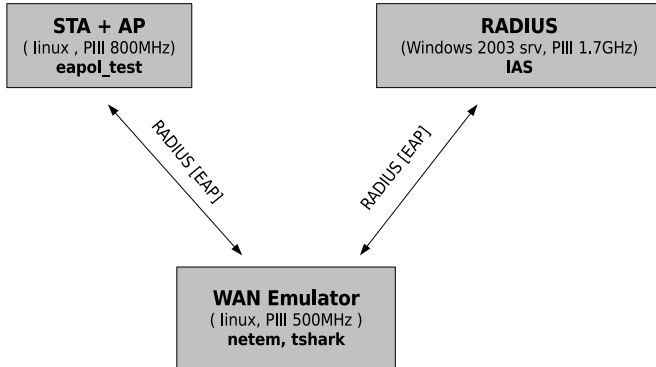 STA + AP
( linux , PIII 800MHz)
eapol_test
RADIUS
(Windows 2003 srv, PIII 1.7GHz)
IAS
RADIUS [EAP]
RADIUS [EAP]
WAN Emulator
( linux, PIII 500MHz )
netem, tshark